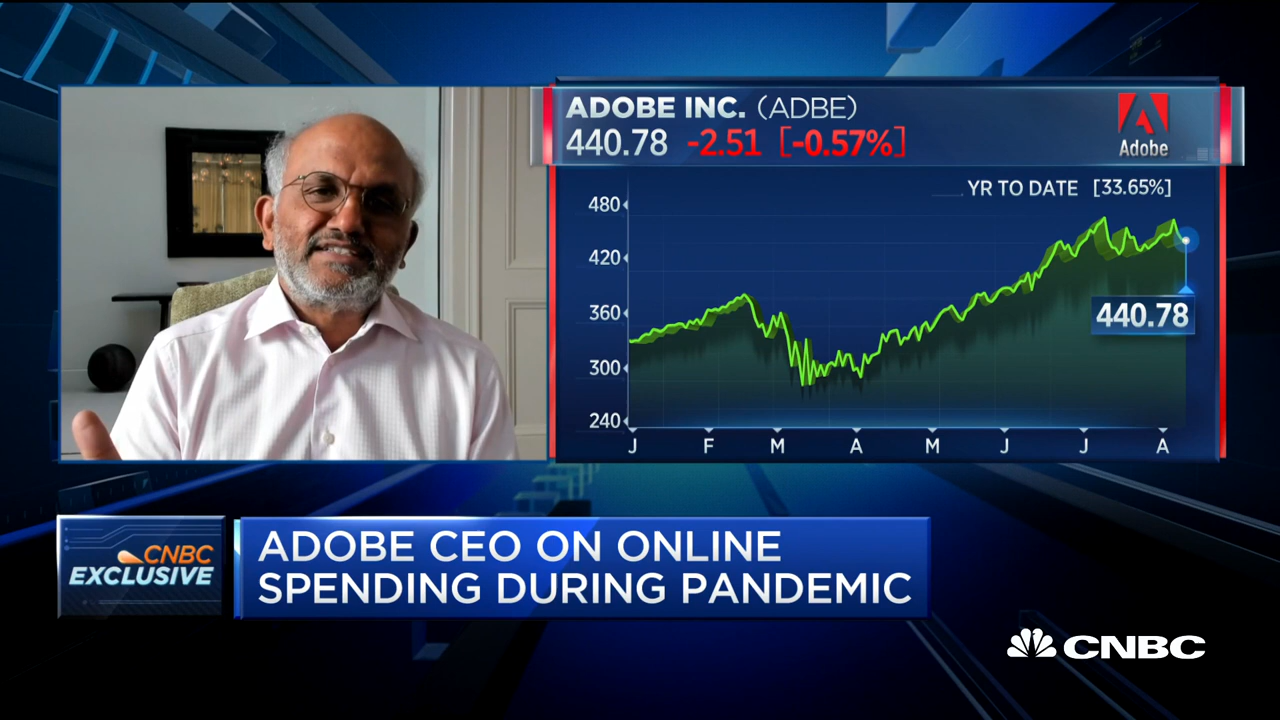 ADOBE INC. (ADBE)
440.78 -2.51 [-0.57%]
Adobe
YR TO DATE [33.65%]
480
420
360
300
240
440.78
J F M A M J J A
CNBC
EXCLUSIVE
ADOBE CEO ON ONLINE
SPENDING DURING PANDEMIC
CNBC